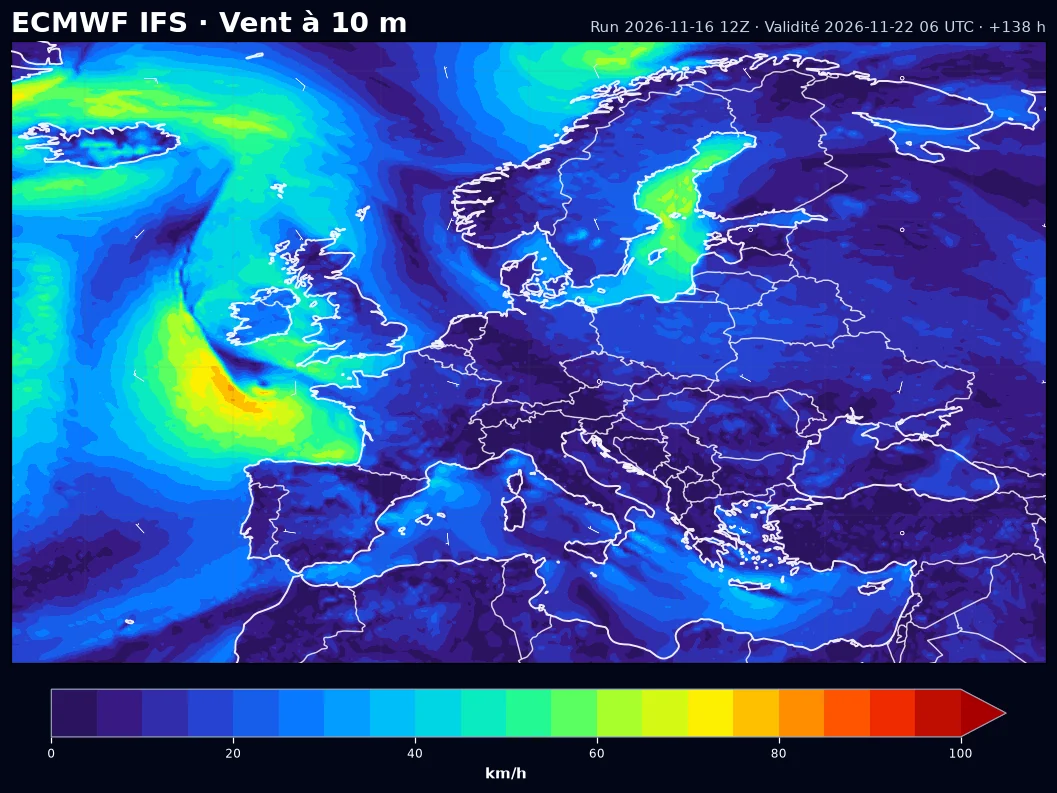 ECMWF IFS · Vent à 10 m
Run 2026-11-16 12Z · Validité 2026-11-22 06 UTC · +138 h
0 20 40 60 80 100
km/h